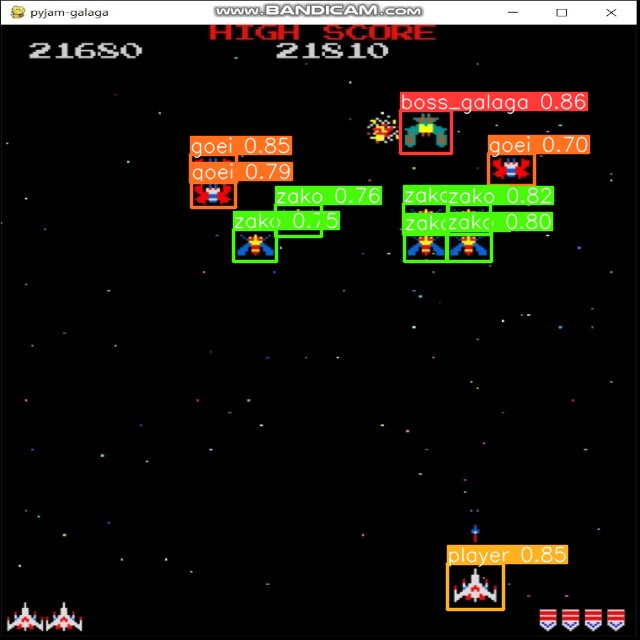 pyjam-galaga
www.BANDICAM.com
HIGH SCORE
21680 21810
boss_galaga 0.86
goei 0.85
goei 0.70
goei 0.79
zako 0.76
zako 0.82
zako 0.75
zako 0.80
player 0.85